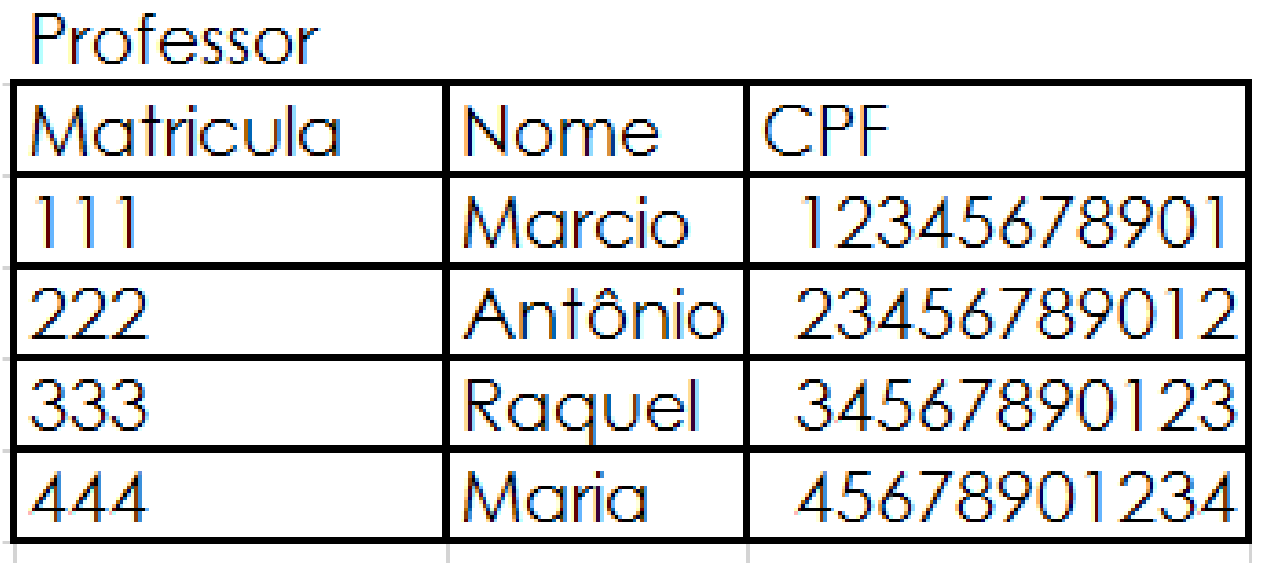 Professor
Matricula Nome CPF
111 Marcio 12345678901
222 Antônio 23456789012
333 Raquel 34567890123
444 Maria 45678901234